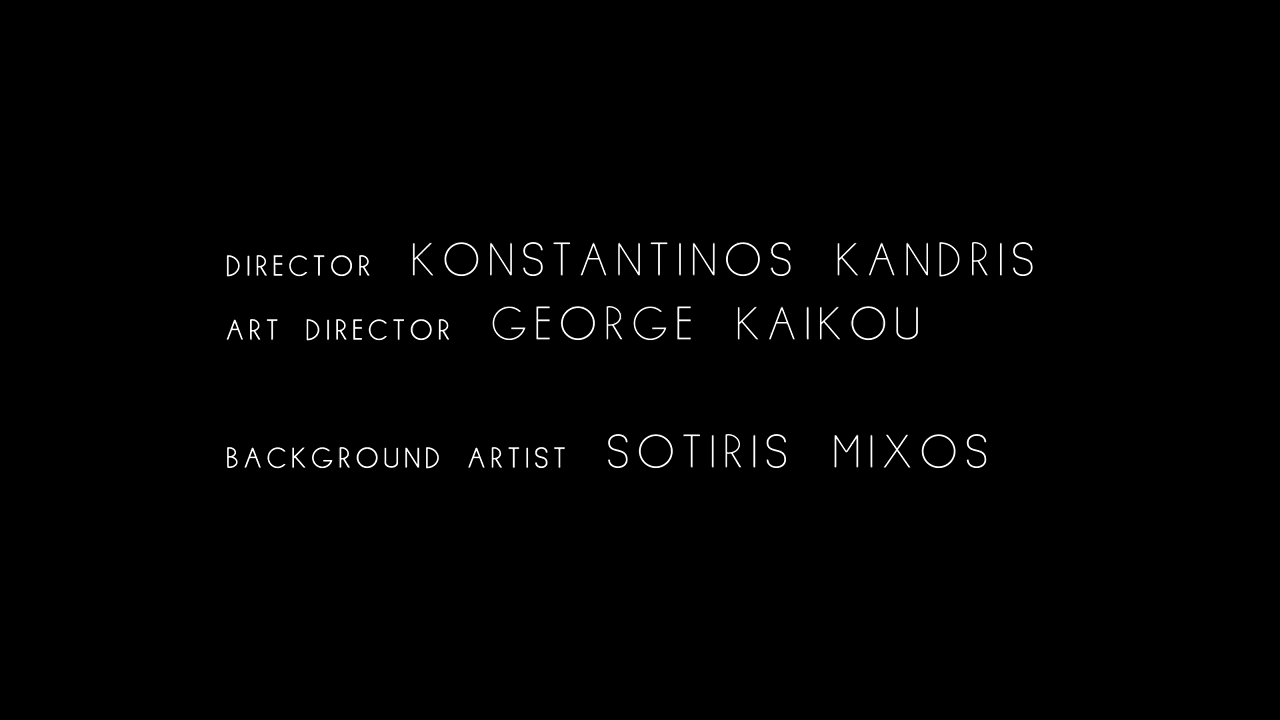 DIRECTOR KONSTANTINOS KANDRIS
ART DIRECTOR GEORGE KAIKOU
BACKGROUND ARTIST SOTIRIS MIXOS